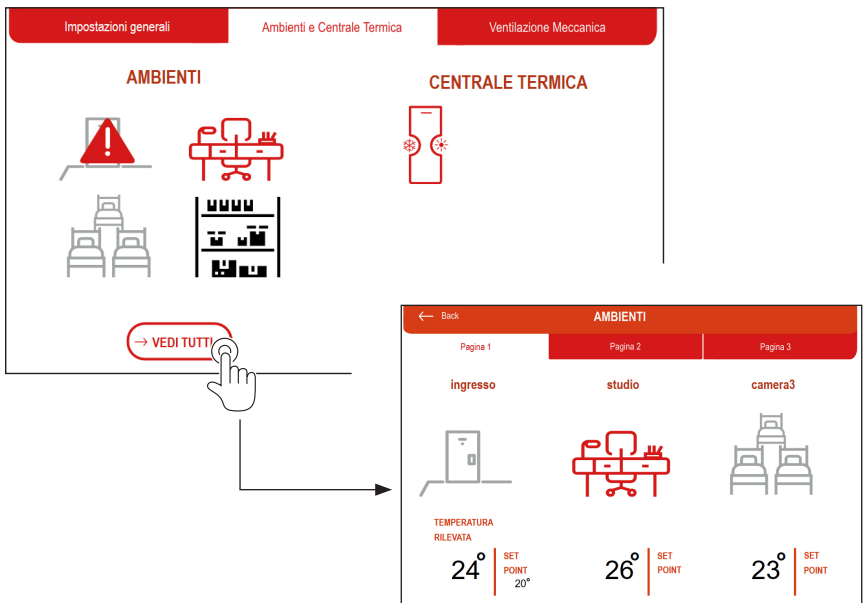 Impostazioni generali
Ambienti e Centrale Termica
Ventilazione Meccanica
AMBIENTI
CENTRALE TERMICA
→ VEDI TUTTI
← Back
AMBIENTI
Pagina 1
Pagina 2
Pagina 3
ingresso
studio
camera3
TEMPERATURA
RILEVATA
24°
SET
POINT
20°
26°
SET
POINT
23°
SET
POINT